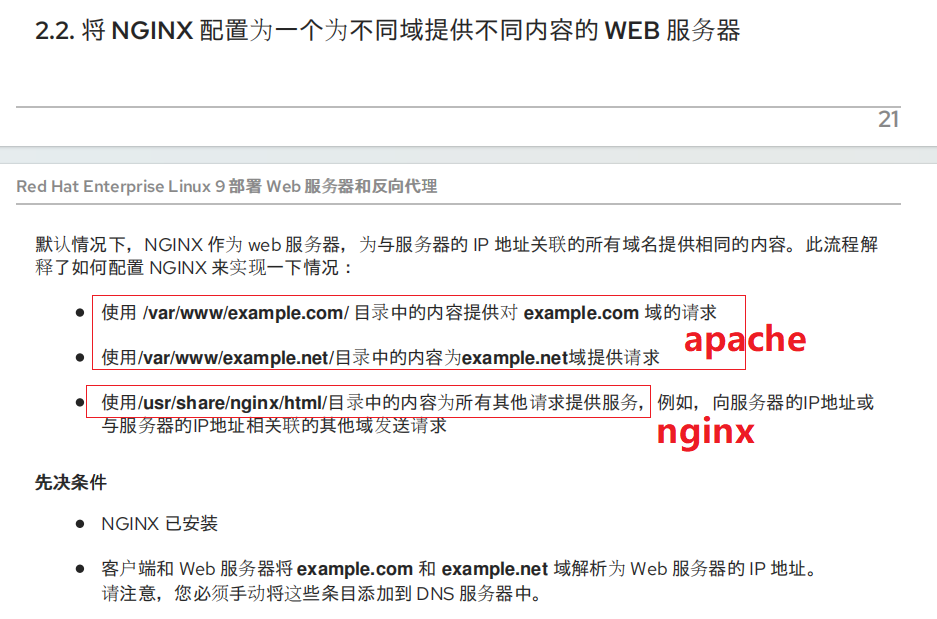 2.2. 将 NGINX 配置为一个为不同域提供不同内容的 WEB 服务器
21
Red Hat Enterprise Linux 9 部署 Web 服务器和反向代理
默认情况下，NGINX 作为 web 服务器，为与服务器的 IP 地址关联的所有域名提供相同的内容。此流程解
释了如何配置 NGINX 来实现一下情况：
● 使用 /var/www/example.com/ 目录中的内容提供对 example.com 域的请求
apache
● 使用/var/www/example.net/目录中的内容为example.net域提供请求
● 使用/usr/share/nginx/html/目录中的内容为所有其他请求提供服务，例如，向服务器的IP地址或
与服务器的IP地址相关联的其他域发送请求
nginx
先决条件
● NGINX 已安装
● 客户端和 Web 服务器将 example.com 和 example.net 域解析为 Web 服务器的 IP 地址。
请注意，您必须手动将这些条目添加到 DNS 服务器中。